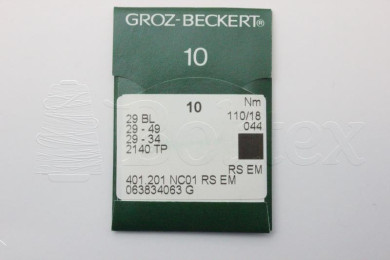 GROZ-BECKERT®
10
10 Nm
29 BL 110/18
29 - 49 044
29 - 34
2140 TP
RS EM
401 201 NC01 RS EM
063834063 G